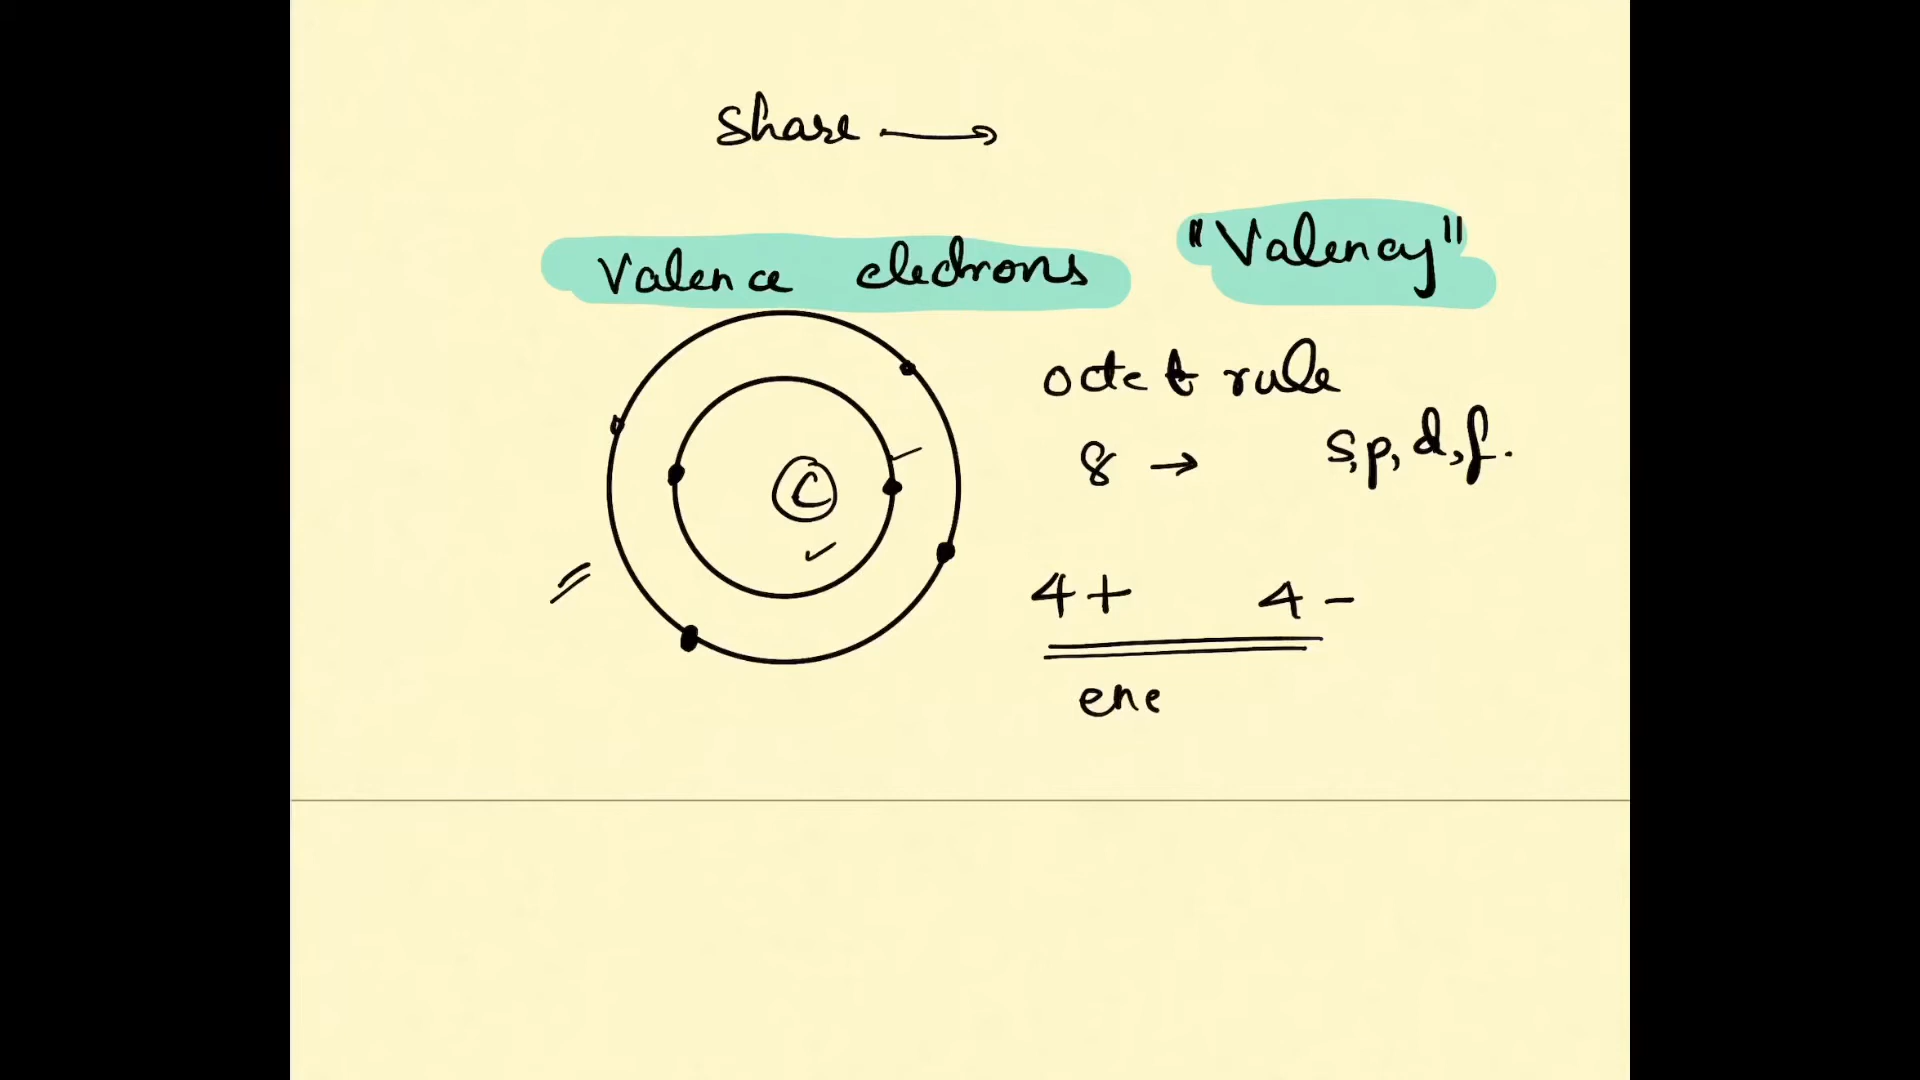 Share →
Valence electrons "Valency"
octet rule
8 → s,p,d,f.
C
4+ 4-
ene